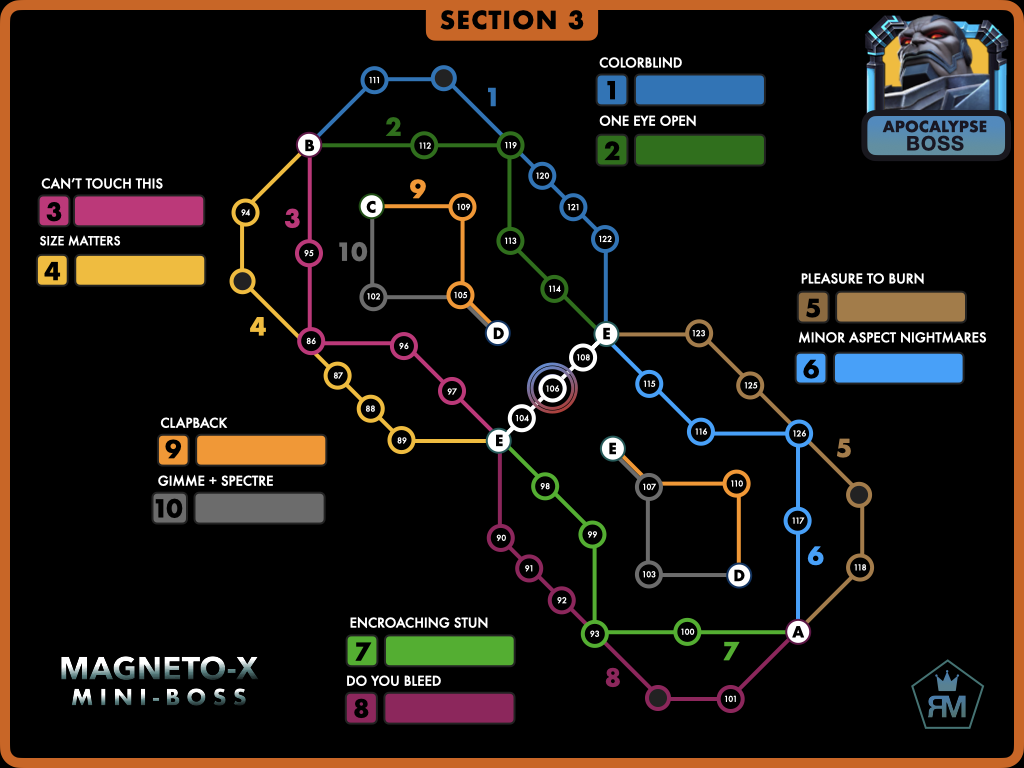 SECTION 3
COLORBLIND
1
ONE EYE OPEN
2
APOCALYPSE
BOSS
CAN'T TOUCH THIS
3
SIZE MATTERS
4
PLEASURE TO BURN
5
MINOR ASPECT NIGHTMARES
6
CLAPBACK
9
GIMME + SPECTRE
10
ENCROACHING STUN
7
DO YOU BLEED
8
MAGNETO-X
MINI-BOSS
111
1
2
B
112
119
120
121
122
94
3
95
C
9
109
10
102
105
D
113
114
4
86
96
87
97
88
89
E
108
106
104
E
123
115
125
116
126
5
E
107
110
103
D
117
6
118
A
98
99
90
91
92
93
100
7
8
101
RM